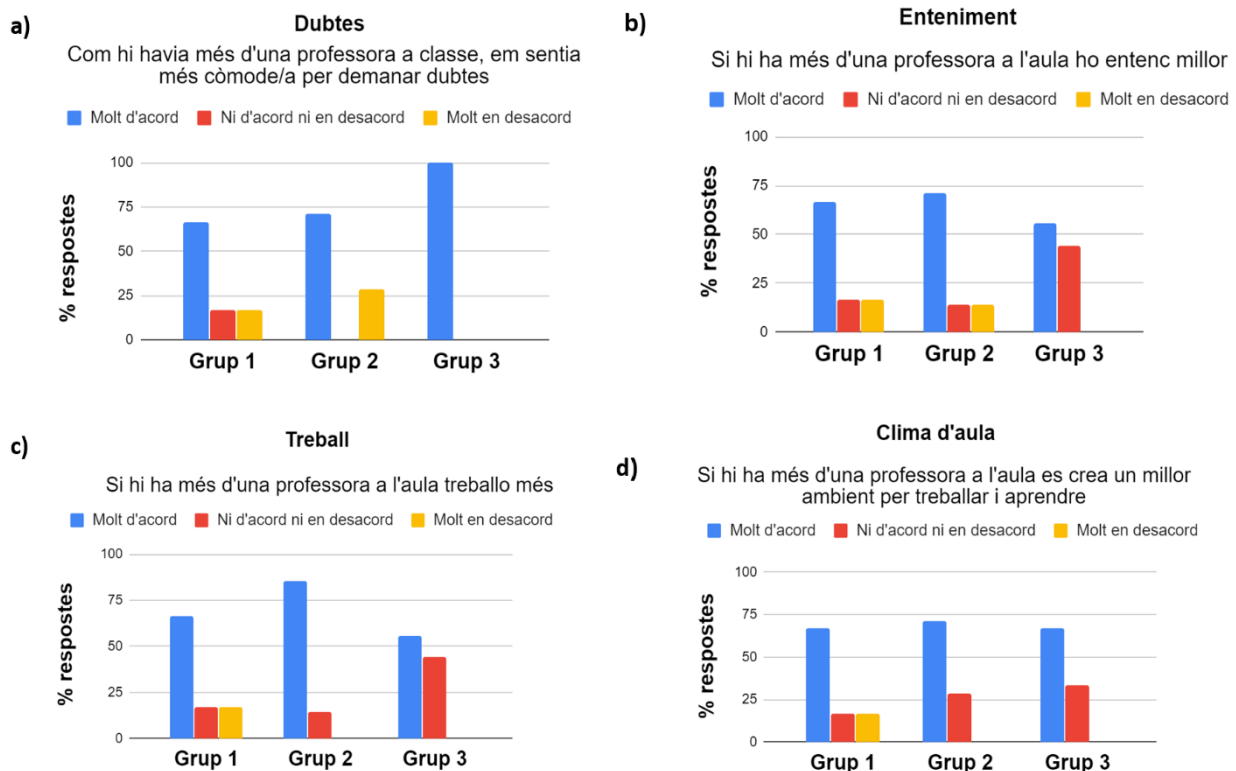 a)
Dubtes
Com hi havia més d'una professora a classe, em sentia
més còmode/a per demanar dubtes
Molt d'acord
Ni d'acord ni en desacord
Molt en desacord
% respostes
100
75
50
25
0
Grup 1
Grup 2
Grup 3
b)
Enteniment
Si hi ha més d'una professora a l'aula ho entenc millor
Molt d'acord
Ni d'acord ni en desacord
Molt en desacord
% respostes
100
75
50
25
0
Grup 1
Grup 2
Grup 3
c)
Treball
Si hi ha més d'una professora a l'aula treballo més
Molt d'acord
Ni d'acord ni en desacord
Molt en desacord
% respostes
100
75
50
25
0
Grup 1
Grup 2
Grup 3
d)
Clima d'aula
Si hi ha més d'una professora a l'aula es crea un millor
ambient per treballar i aprendre
Molt d'acord
Ni d'acord ni en desacord
Molt en desacord
% respostes
100
75
50
25
0
Grup 1
Grup 2
Grup 3